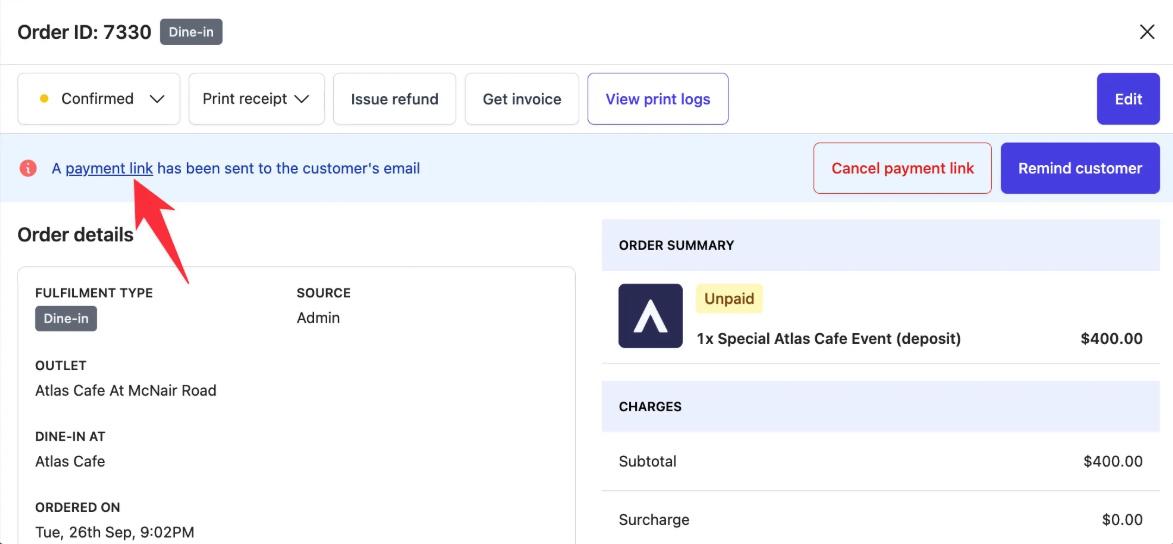 Order ID: 7330 Dine-in
Confirmed Print receipt Issue refund Get invoice View print logs Edit
A payment link has been sent to the customer's email Cancel payment link Remind customer
Order details
FULFILMENT TYPE SOURCE
Dine-in Admin
OUTLET
Atlas Cafe At McNair Road
DINE-IN AT
Atlas Cafe
ORDERED ON
Tue, 26th Sep, 9:02PM
ORDER SUMMARY
Unpaid
1x Special Atlas Cafe Event (deposit) $400.00
CHARGES
Subtotal $400.00
Surcharge $0.00